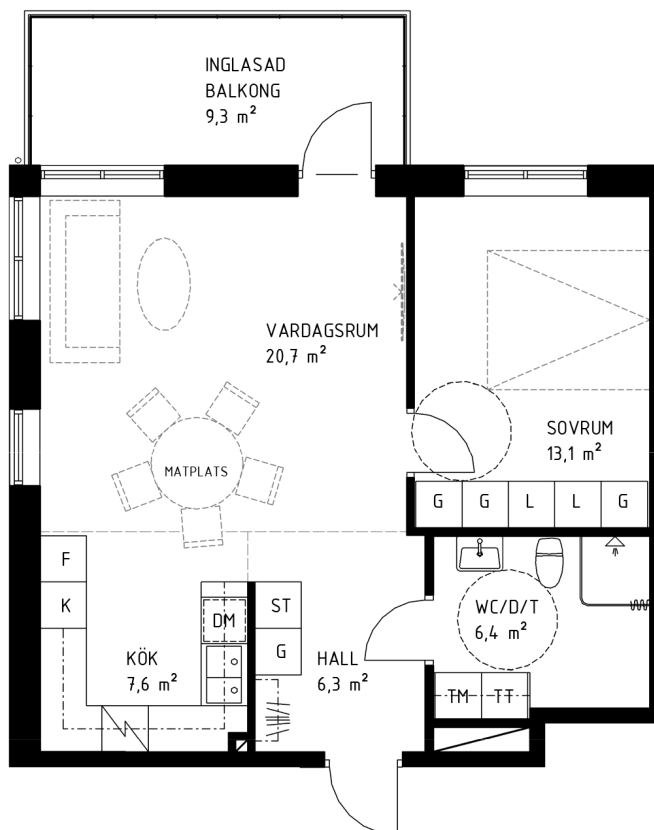 INGLASAD
BALKONG
9,3 m²
VARDAGSRUM
20,7 m²
MATPLATS
SOVRUM
13,1 m²
G G L L G
F
K
DM
ST
G
KÖK
7,6 m²
HALL
6,3 m²
WC/D/T
6,4 m²
TM TT